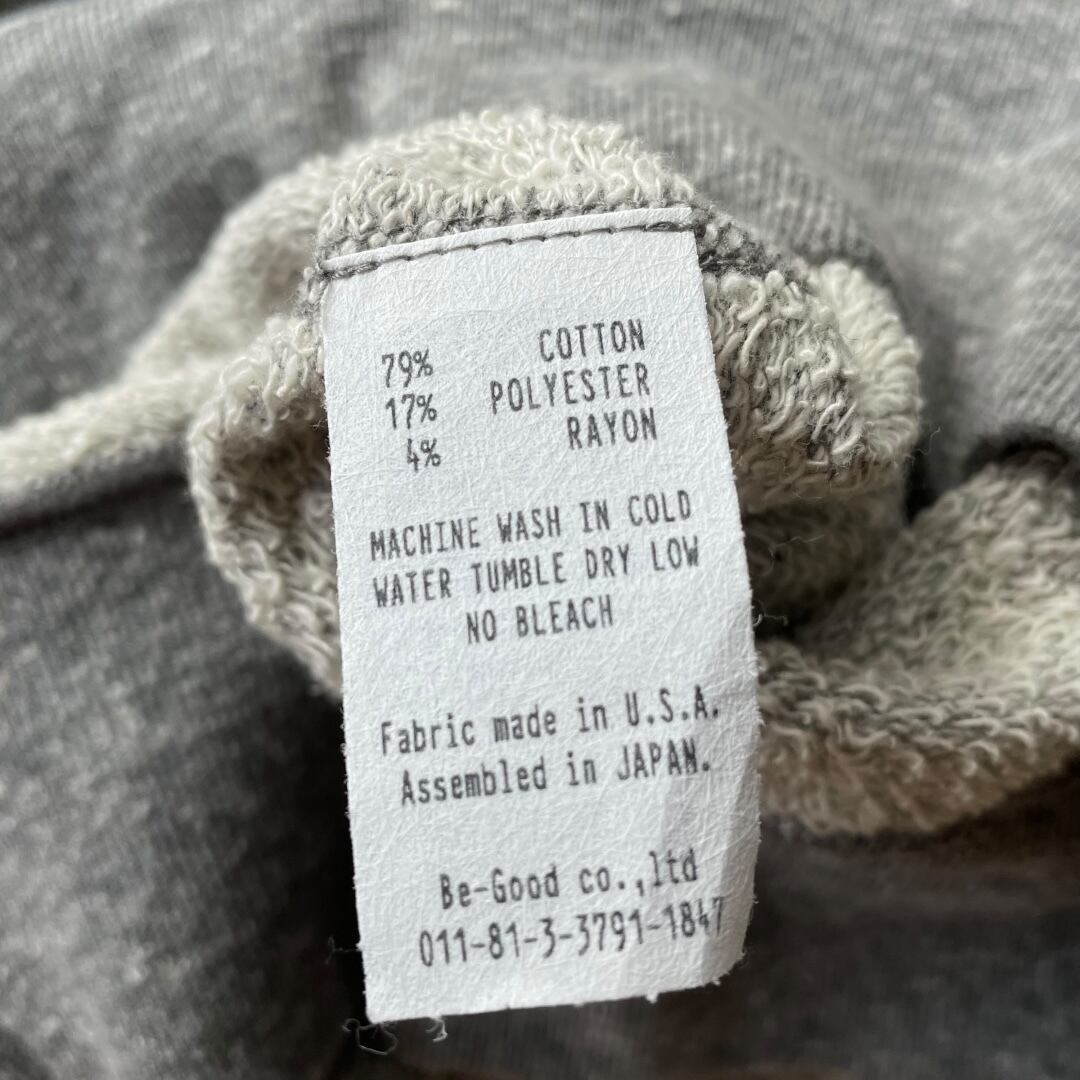 79% COTTON
17% POLYESTER
4% RAYON
MACHINE WASH IN COLD
WATER TUMBLE DRY LOW
NO BLEACH
Fabric made in U.S.A.
Assembled in JAPAN.
Be-Good co.,ltd
011-81-3-3791-1847